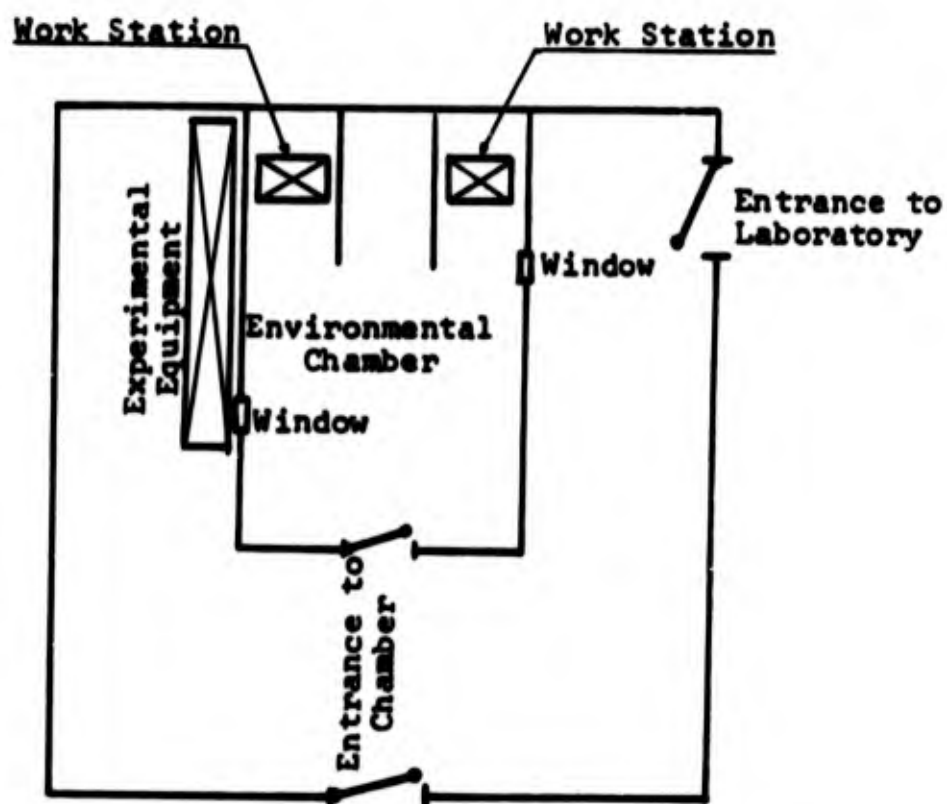 Work Station
Work Station
Entrance to
Laboratory
Window
Experimental
Equipment
Environmental
Chamber
Window
Entrance to
Chamber